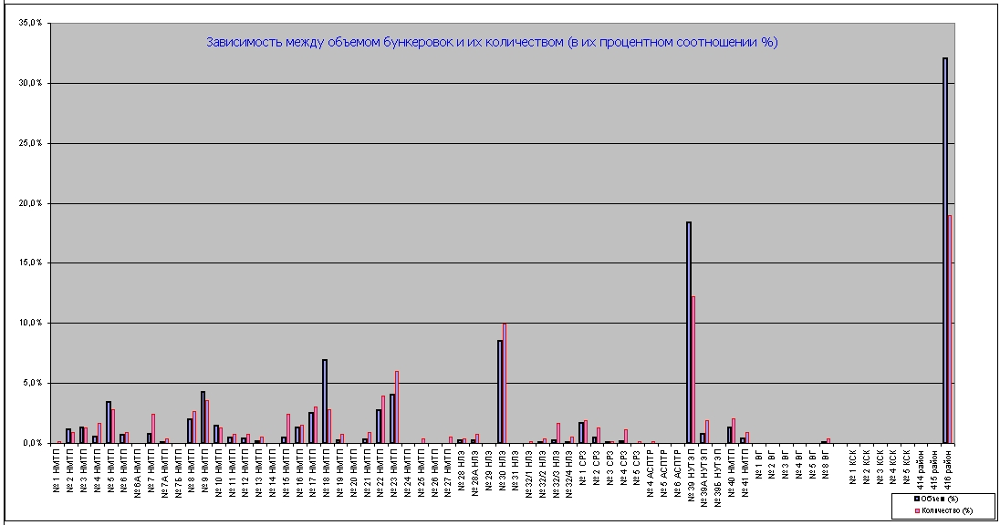 Зависимость между объемом бункеровок и их количеством (в их процентном соотношении %)
35,0%
30,0%
25,0%
20,0%
15,0%
10,0%
5,0%
0,0%
№ 1 НМТП
№ 2 НМТП
№ 3 НМТП
№ 4 НМТП
№ 5 НМТП
№ 6 НМТП
№ 6А НМТП
№ 7 НМТП
№ 7А НМТП
№ 7Б НМТП
№ 8 НМТП
№ 9 НМТП
№ 10 НМТП
№ 11 НМТП
№ 12 НМТП
№ 13 НМТП
№ 14 НМТП
№ 15 НМТП
№ 16 НМТП
№ 17 НМТП
№ 18 НМТП
№ 19 НМТП
№ 20 НМТП
№ 21 НМТП
№ 22 НМТП
№ 23 НМТП
№ 24 НМТП
№ 25 НМТП
№ 26 НМТП
№ 27 НМТП
№ 28 НЛЭ
№ 28А НЛЭ
№ 29 НЛЭ
№ 30 НЛЭ
№ 31 НЛЭ
№ 32/1 НЛЭ
№ 32/2 НЛЭ
№ 32/3 НЛЭ
№ 32/4 НЛЭ
№ 1 СРЗ
№ 2 СРЗ
№ 3 СРЗ
№ 4 СРЗ
№ 5 СРЗ
№ 4 АСПТР
№ 5 АСПТР
№ 6 АСПТР
№ 39 НУТЭП
№ 39А НУТЭП
№ 39Б НУТЭП
№ 40 НМТП
№ 41 НМТП
№ 1 ВГ
№ 2 ВГ
№ 3 ВГ
№ 4 ВГ
№ 5 ВГ
№ 8 ВГ
№ 1 КСК
№ 2 КСК
№ 3 КСК
№ 4 КСК
№ 5 КСК
414 район
415 район
416 район
Объем (%)
Количество (%)